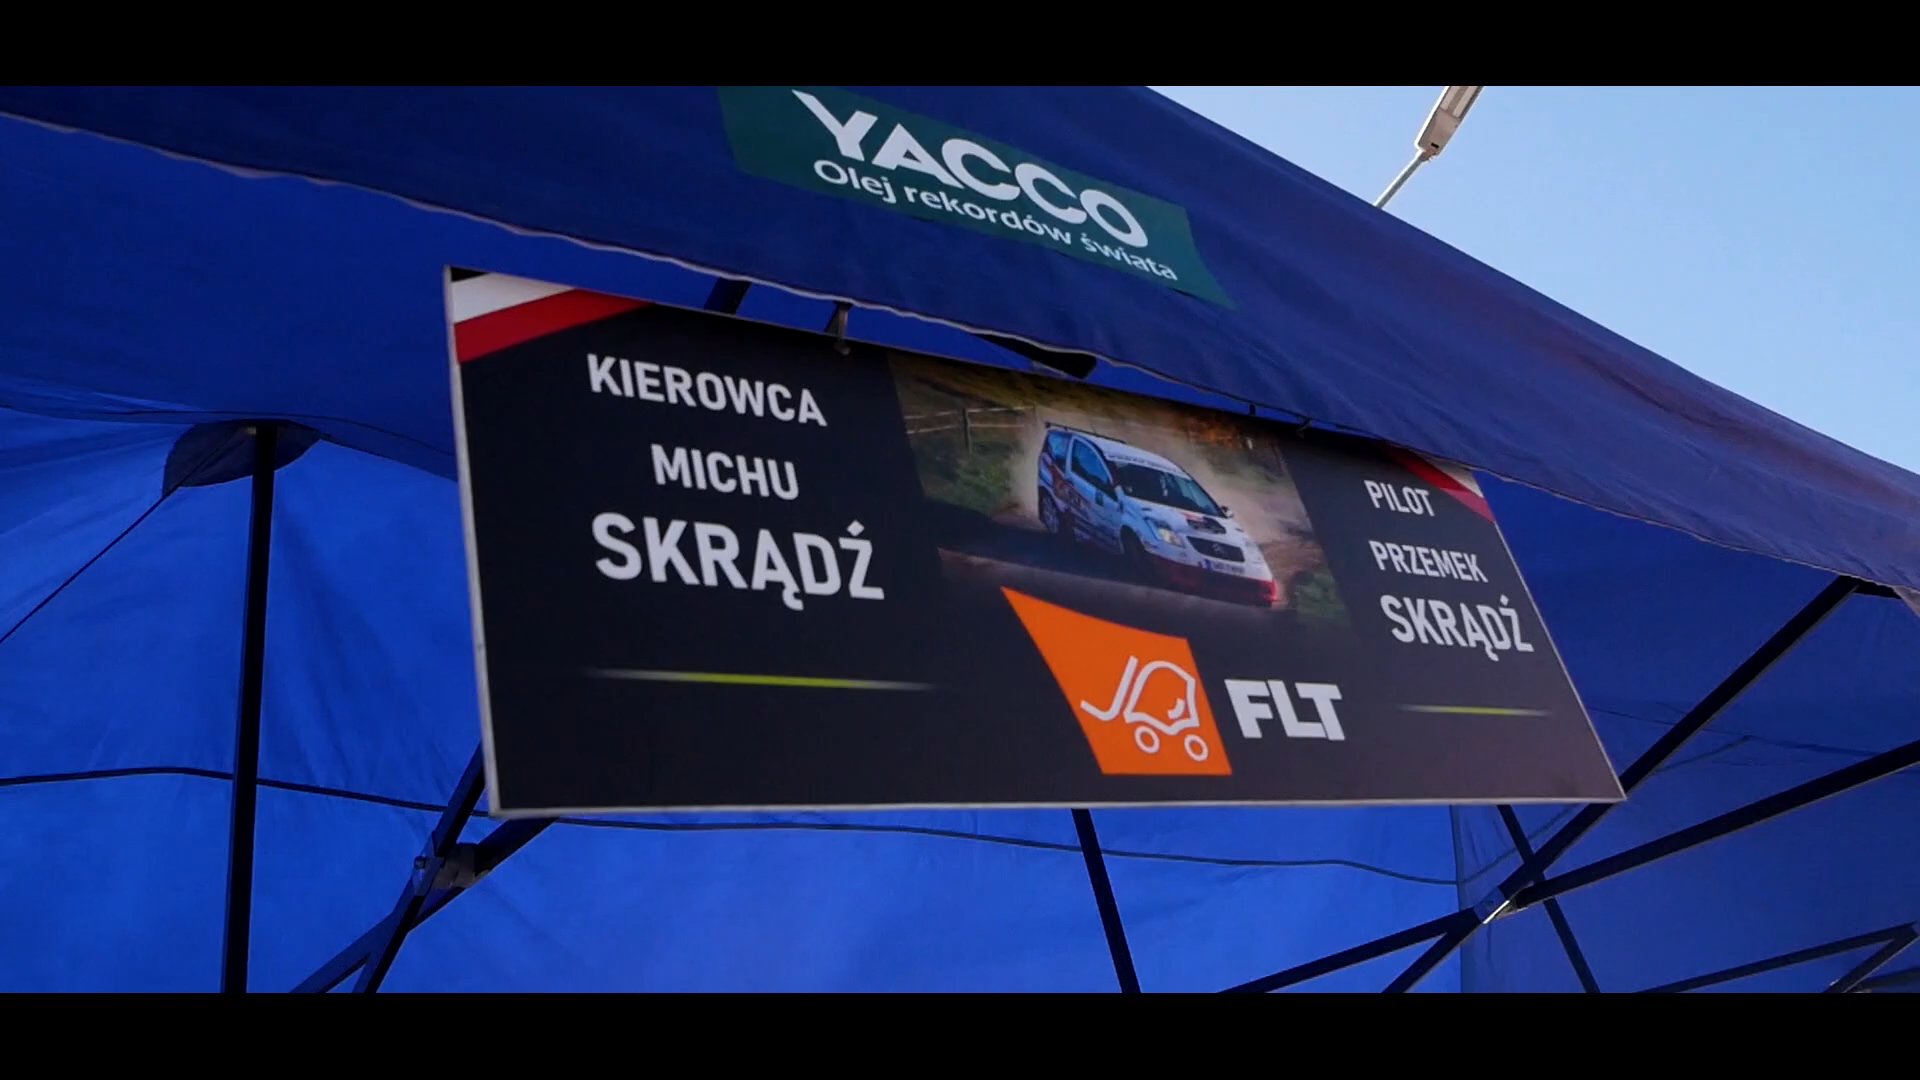 YACCO
Olej rekordów świata
KIEROWCA
MICHU
SKRĄDŹ
PILOT
PRZEMEK
SKRĄDŹ
FLT